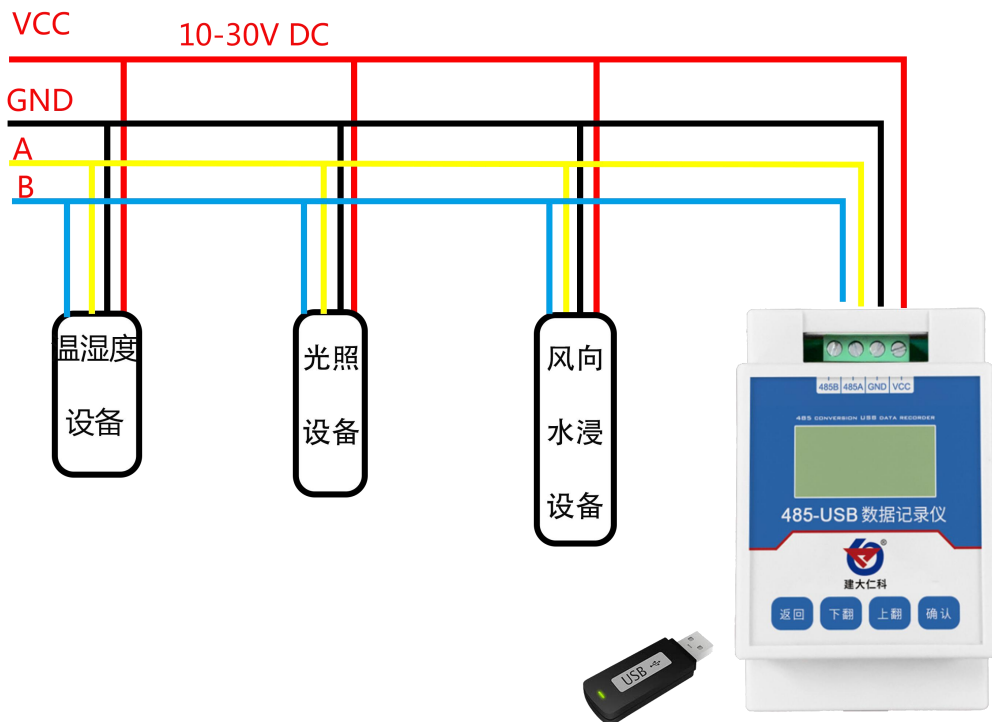 VCC
10-30V DC
GND
A
B
温湿度
设备
光照
设备
风向
水浸
设备
485B 485A GND VCC
485 CONVERSION USB DATA RECORDER
485-USB 数据记录仪
®
建大仁科
返回 下翻 上翻 确认
USB